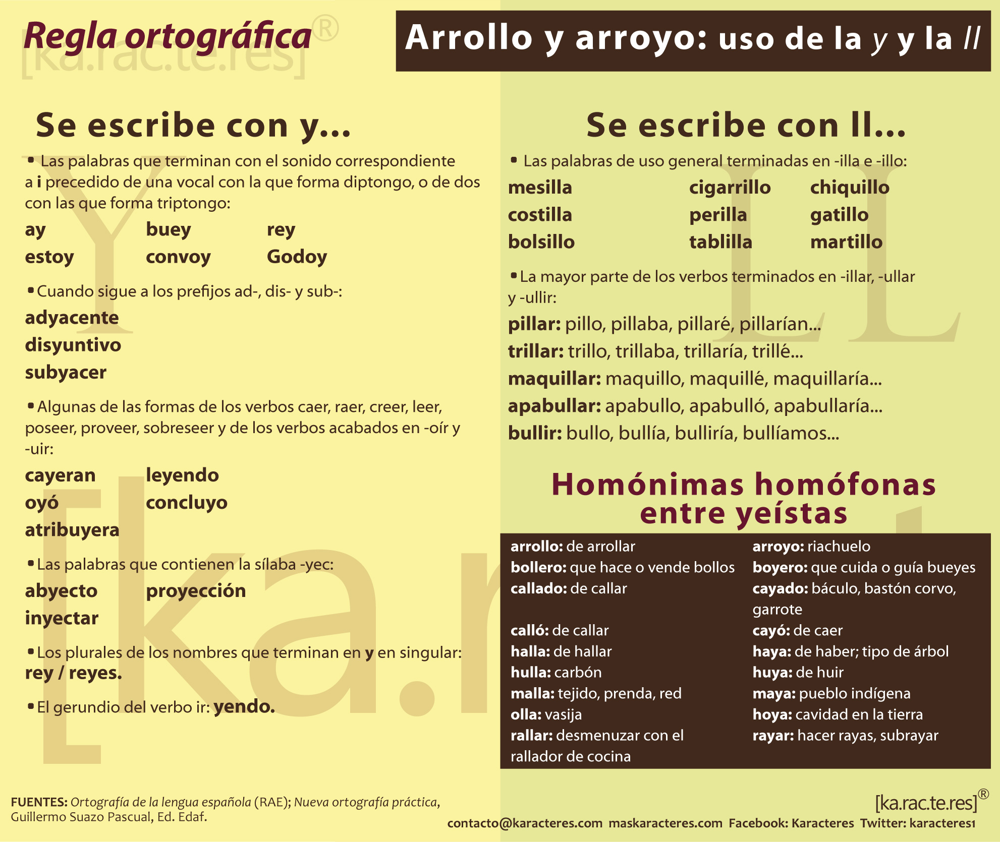 Regla ortográfica
[ka.rac.te.res]®
Arrollo y arroyo: uso de la y y la ll
Se escribe con y...
Y
▪ Las palabras que terminan con el sonido correspondiente
a i precedido de una vocal con la que forma diptongo, o de dos
con las que forma triptongo:
ay buey rey
estoy convoy Godoy
▪Cuando sigue a los prefijos ad-, dis- y sub-:
adyacente
disyuntivo
subyacer
▪Algunas de las formas de los verbos caer, raer, creer, leer,
poseer, proveer, sobreseer y de los verbos acabados en -oír y
-uir:
cayeran leyendo
oyó concluyo
atribuyera
▪Las palabras que contienen la sílaba -yec:
abyecto proyección
inyectar
▪Los plurales de los nombres que terminan en y en singular:
rey / reyes.
▪El gerundio del verbo ir: yendo.
[ka.r
Se escribe con ll...
LL
▪ Las palabras de uso general terminadas en -illa e -illo:
mesilla cigarrillo chiquillo
costilla perilla gatillo
bolsillo tablilla martillo
▪La mayor parte de los verbos terminados en -illar, -ullar
y -ullir:
pillar: pillo, pillaba, pillaré, pillarían...
trillar: trillo, trillaba, trillaría, trillé...
maquillar: maquillo, maquillé, maquillaría...
apabullar: apabullo, apabulló, apabullaría...
bullir: bullo, bullía, bulliría, bullíamos...
Homónimas homófonas
entre yeístas
arrollo: de arrollar arroyo: riachuelo
bollero: que hace o vende bollos boyero: que cuida o guía bueyes
callado: de callar cayado: báculo, bastón corvo,
garrote
calló: de callar cayó: de caer
halla: de hallar haya: de haber; tipo de árbol
hulla: carbón huya: de huir
malla: tejido, prenda, red maya: pueblo indígena
olla: vasija hoya: cavidad en la tierra
rallar: desmenuzar con el rayar: hacer rayas, subrayar
rallador de cocina
FUENTES: Ortografía de la lengua española (RAE); Nueva ortografía práctica,
Guillermo Suazo Pascual, Ed. Edaf.
[ka.rac.te.res]®
contacto@karacteres.com maskaracteres.com Facebook: Karacteres Twitter: karacteres1